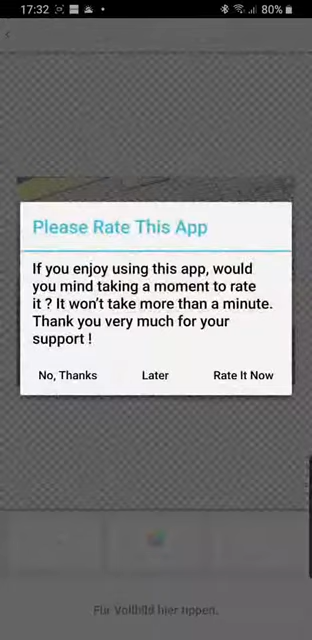 17:32
80%
Please Rate This App
If you enjoy using this app, would
you mind taking a moment to rate
it ? It won't take more than a minute.
Thank you very much for your
support !
No, Thanks Later Rate It Now
Für Vollbild hier tippen.